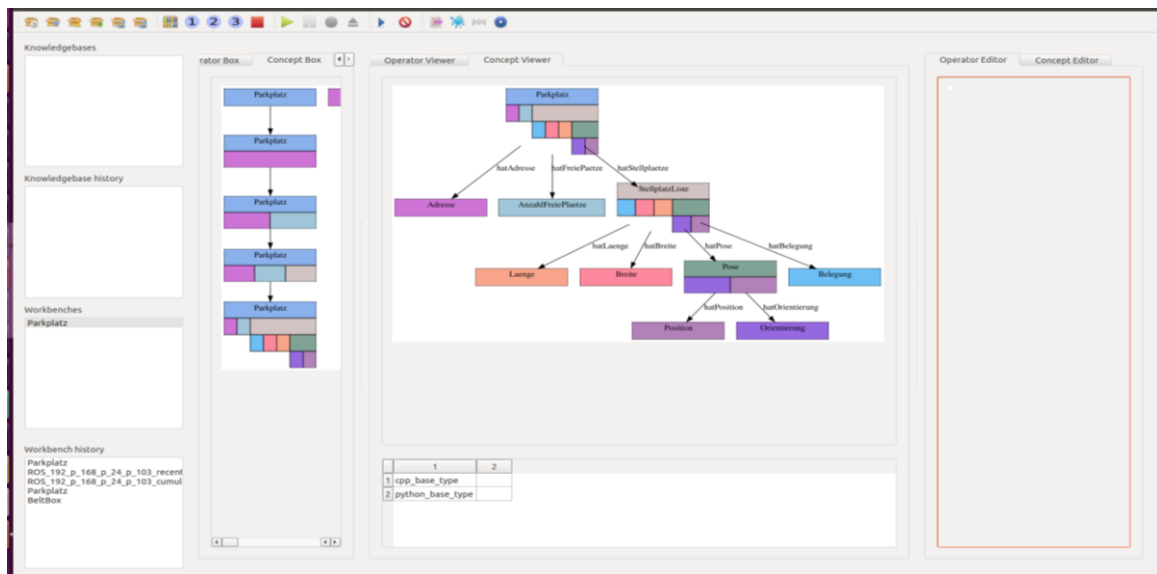 1 2 3
Knowledgebases
rator Box
Concept Box
Operator Viewer
Concept Viewer
Operator Editor
Concept Editor
Parkplatz
Parkplatz
Parkplatz
Parkplatz
Parkplatz
Parkplatz
hatAdresse
hatFreiePaetze
hatStellplaetze
Adresse
AnzahlFreiePlaetze
StellplatzListe
hatLaenge
hatBreite
hatPose
hatBelegung
Laenge
Breite
Pose
Belegung
hatPosition
hatOrientierung
Position
Orientierung
Knowledgebase history
Workbenches
Parkplatz
Workbench history
Parkplatz
ROS_192_p_168_p_24_p_103_recent
ROS_192_p_168_p_24_p_103_cumul
Parkplatz
BeltBox
1 2
1 cpp_base_type
2 python_base_type